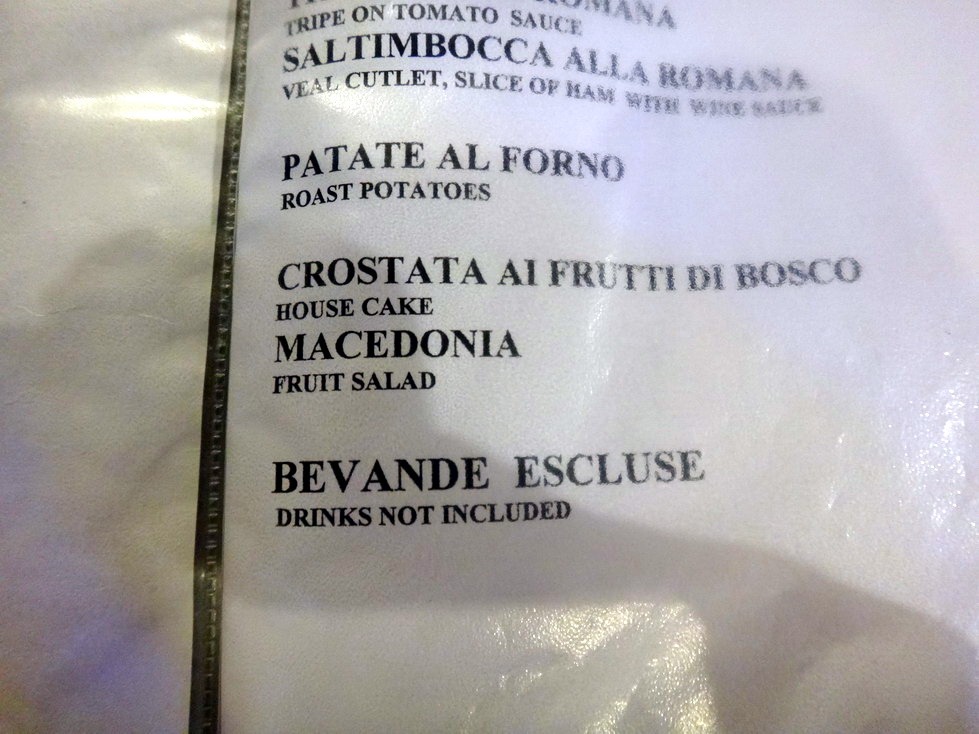 ROMANA
TRIPE ON TOMATO SAUCE
SALTIMBOCCA ALLA ROMANA
VEAL CUTLET, SLICE OF HAM WITH WINE SAUCE
PATATE AL FORNO
ROAST POTATOES
CROSTATA AI FRUTTI DI BOSCO
HOUSE CAKE
MACEDONIA
FRUIT SALAD
BEVANDE ESCLUSE
DRINKS NOT INCLUDED